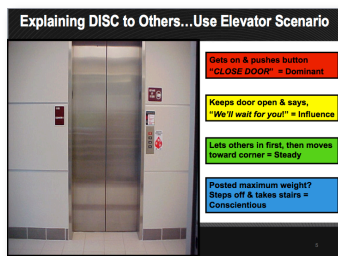 Explaining DISC to Others...Use Elevator Scenario
Gets on & pushes button
"CLOSE DOOR" = Dominant
Keeps door open & says,
"We'll wait for you!" = Influence
Lets others in first, then moves
toward corner = Steady
Posted maximum weight?
Steps off & takes stairs =
Conscientious